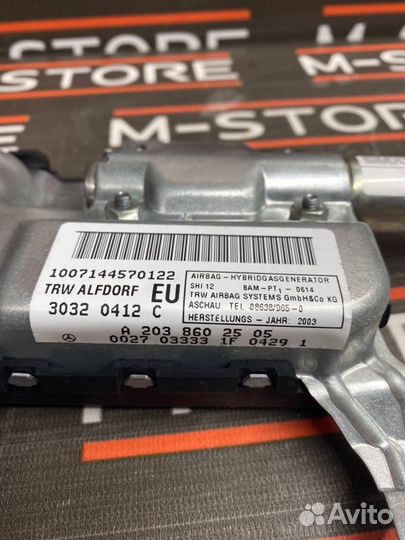 M-STORE
M-STORE
M-STORE
1007144570122
TRW ALFDORF EU
3032 0412 C
AIRBAG-HYBRIDGASGENERATOR
SHI 12 BAM-PT1-0614
TRW AIRBAG SYSTEMS GmbH&Co KG
ASCHAU TEL 08638/965-0
HERSTELLUNGS-JAHR: 2003
A 203 860 25 05
0027 03333 1F 0429 1
M-STORE
Avito